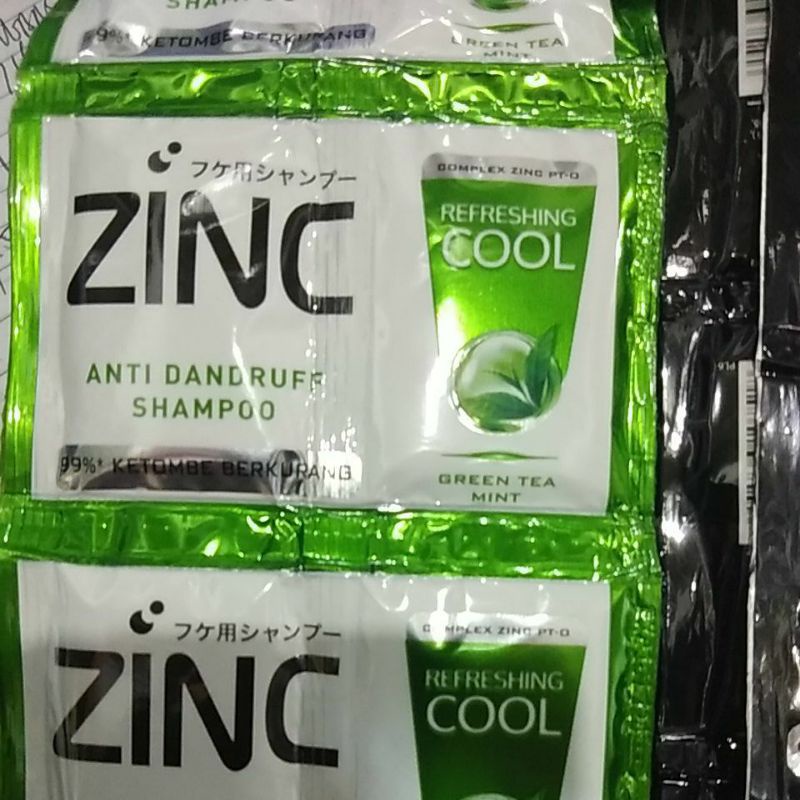 SHAMPOO
99%* KETOMBE BERKURANG
GREEN TEA
MINT
フケ用シャンプー
ZINC
ANTI DANDRUFF
SHAMPOO
99%* KETOMBE BERKURANG
COMPLEX ZINC PT-O
REFRESHING
COOL
GREEN TEA
MINT
フケ用シャンプー
ZINC
COMPLEX ZINC PT-O
REFRESHING
COOL